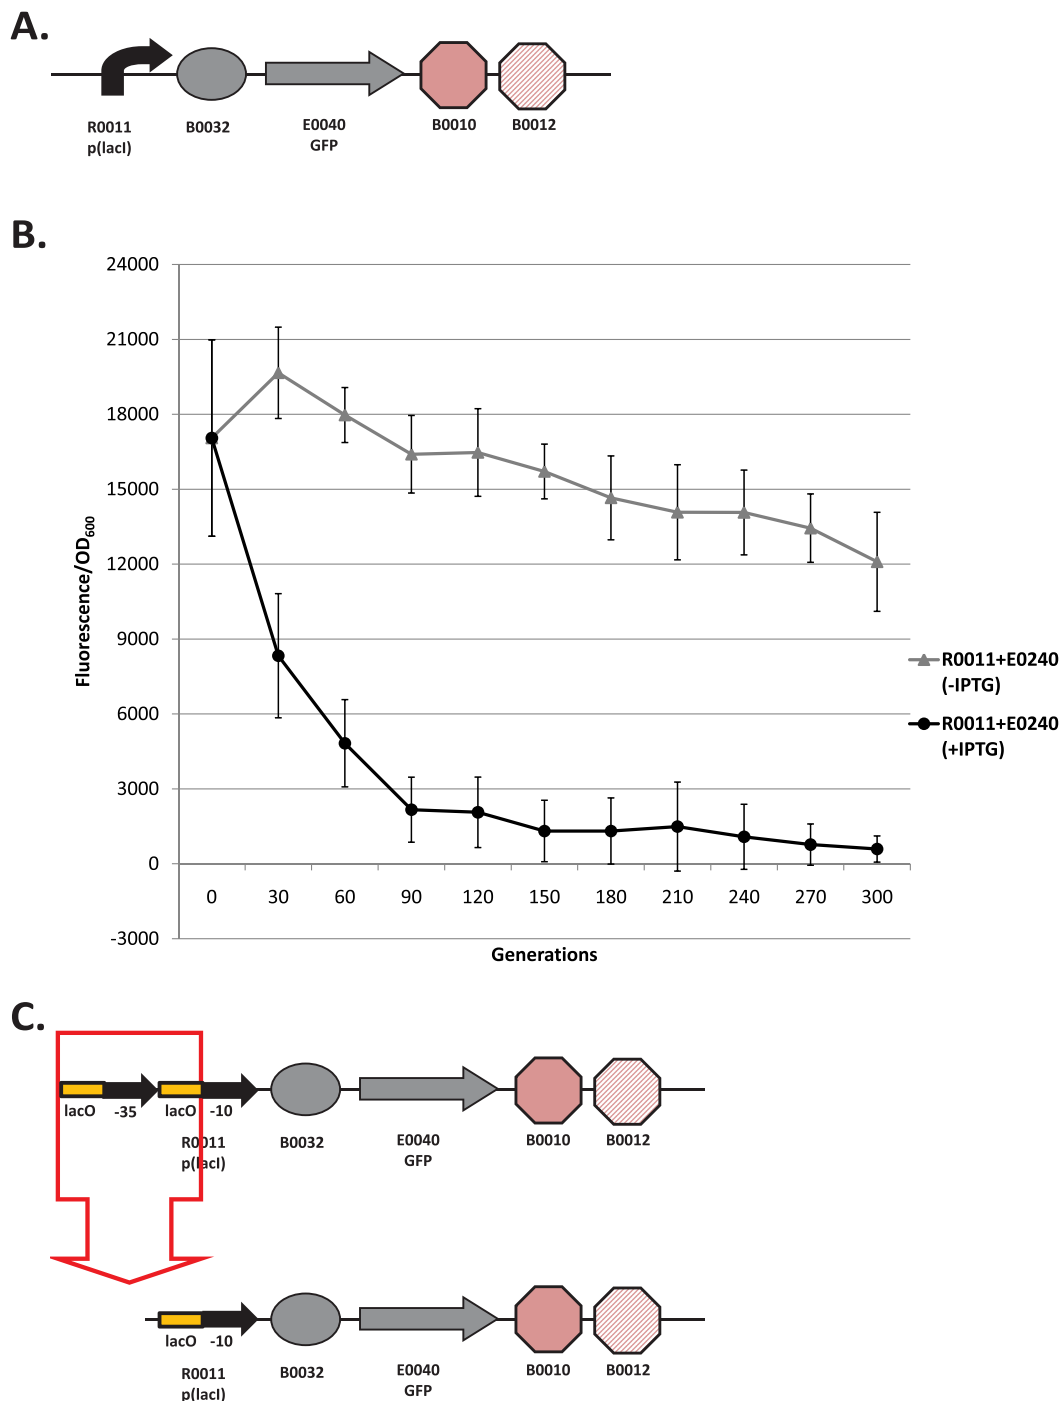 A.
R0011
p(lacI)
B0032
E0040
GFP
B0010
B0012
B.
24000
21000
18000
15000
12000
9000
6000
3000
0
-3000
Fluorescence/OD600
0 30 60 90 120 150 180 210 240 270 300
Generations
R0011+E0240
(-IPTG)
R0011+E0240
(+IPTG)
C.
lacO -35 lacO -10
R0011
p(lacI)
B0032
E0040
GFP
B0010
B0012
lacO -10
R0011
p(lacI)
B0032
E0040
GFP
B0010
B0012